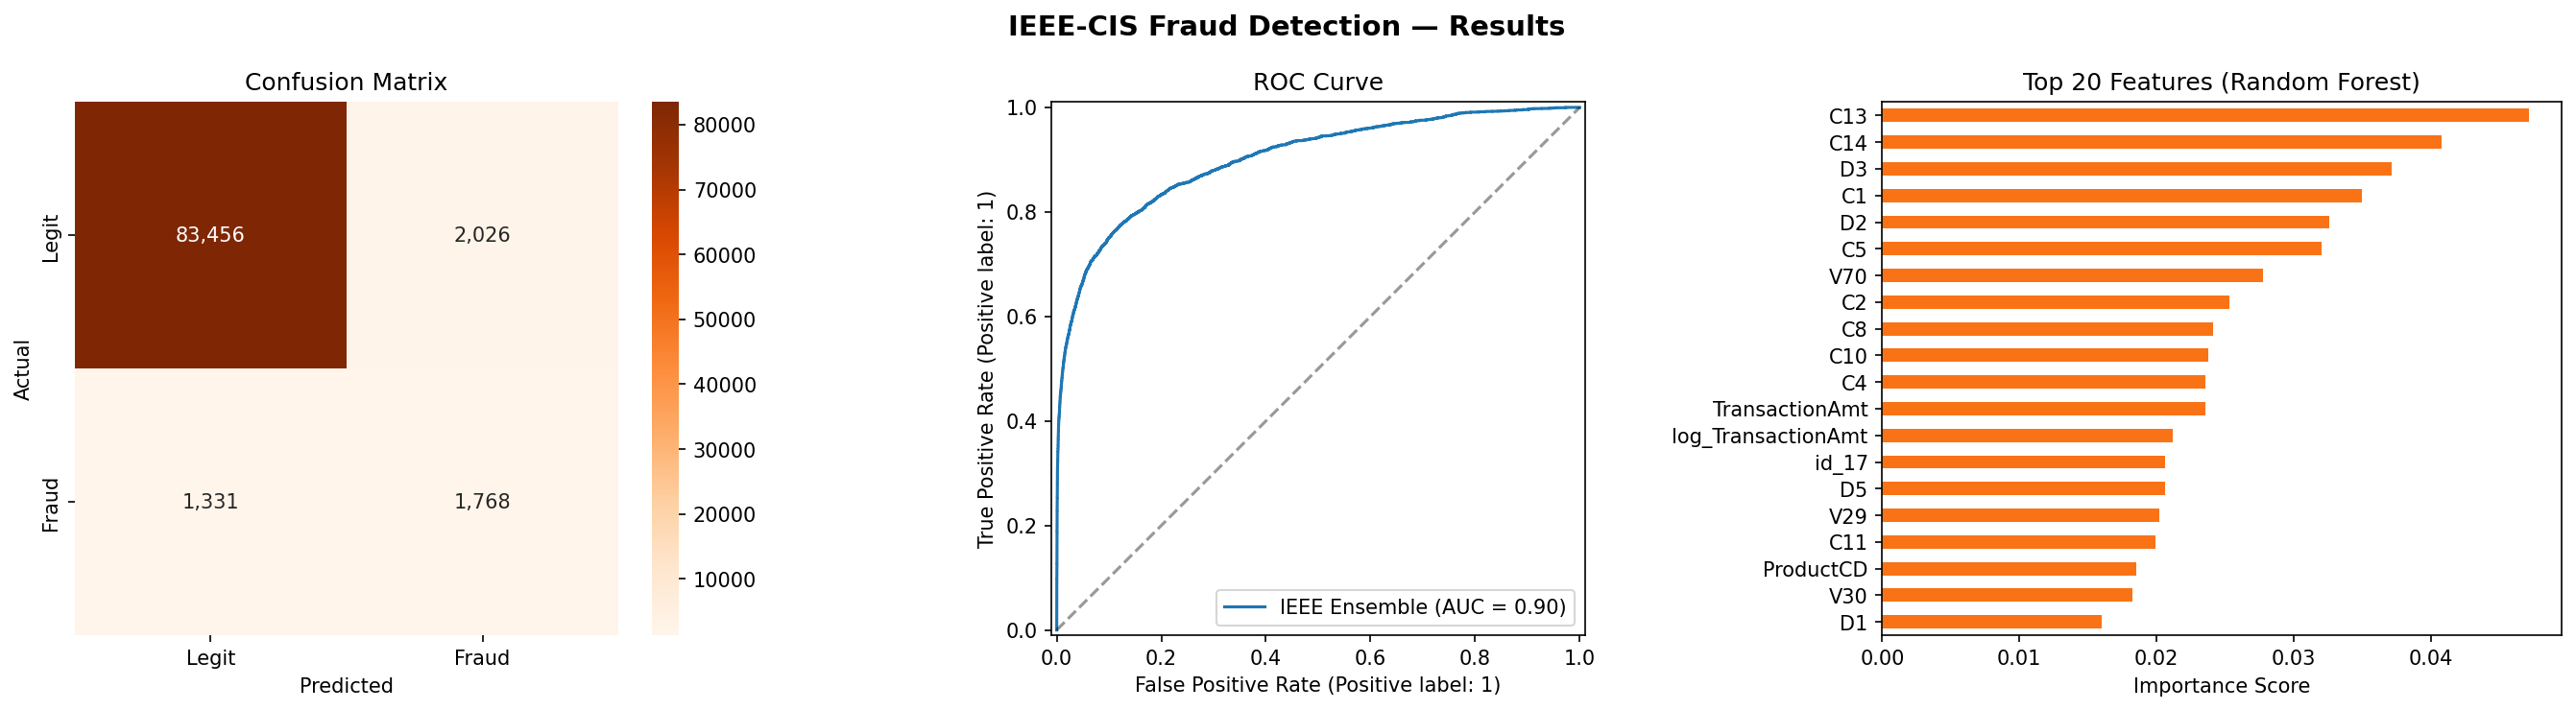 IEEE-CIS Fraud Detection — Results
Confusion Matrix
Actual
Legit
Fraud
83,456
2,026
1,331
1,768
Legit
Fraud
Predicted
80000
70000
60000
50000
40000
30000
20000
10000
ROC Curve
True Positive Rate (Positive label: 1)
1.0
0.8
0.6
0.4
0.2
0.0
IEEE Ensemble (AUC = 0.90)
0.0
0.2
0.4
0.6
0.8
1.0
False Positive Rate (Positive label: 1)
Top 20 Features (Random Forest)
C13
C14
D3
C1
D2
C5
V70
C2
C8
C10
C4
TransactionAmt
log_TransactionAmt
id_17
D5
V29
C11
ProductCD
V30
D1
0.00
0.01
0.02
0.03
0.04
Importance Score